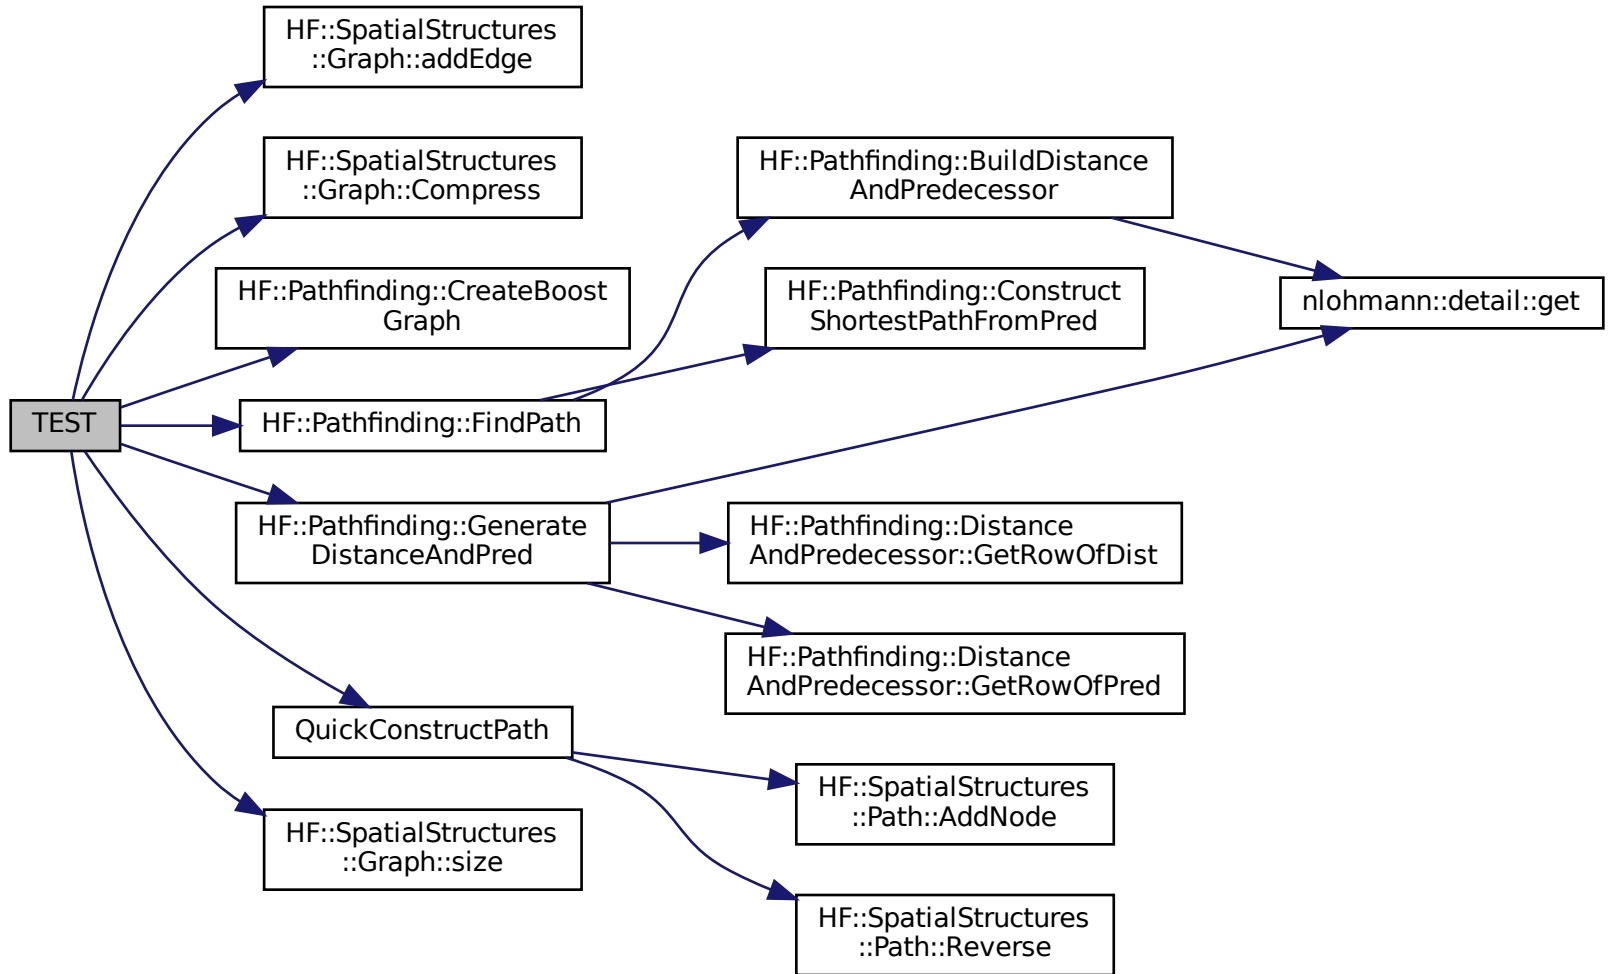 HF::SpatialStructures
::Graph::addEdge
HF::SpatialStructures
::Graph::Compress
HF::Pathfinding::BuildDistance
AndPredecessor
HF::Pathfinding::CreateBoost
Graph
HF::Pathfinding::Construct
ShortestPathFromPred
nlohmann::detail::get
TEST
HF::Pathfinding::FindPath
HF::Pathfinding::Generate
DistanceAndPred
HF::Pathfinding::Distance
AndPredecessor::GetRowOfDist
HF::Pathfinding::Distance
AndPredecessor::GetRowOfPred
QuickConstructPath
HF::SpatialStructures
::Path::AddNode
HF::SpatialStructures
::Graph::size
HF::SpatialStructures
::Path::Reverse